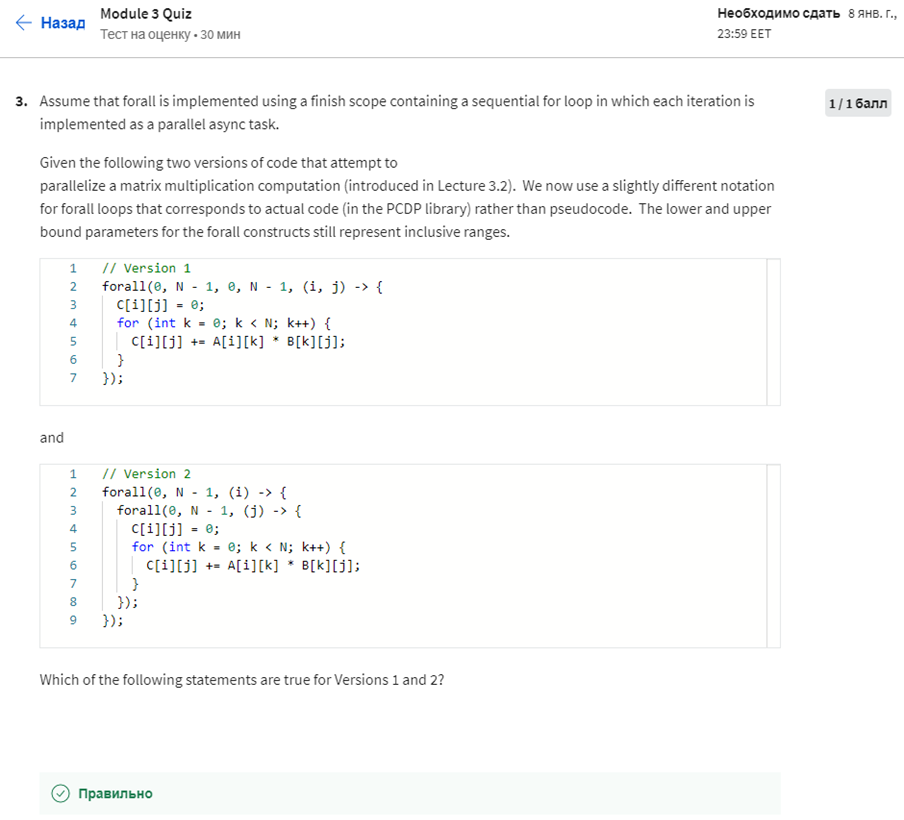 Назад
Module 3 Quiz
Тест на оценку • 30 мин
Необходимо сдать 8 янв. г.,
23:59 EET
3. Assume that forall is implemented using a finish scope containing a sequential for loop in which each iteration is
implemented as a parallel async task.
1 / 1 балл
Given the following two versions of code that attempt to
parallelize a matrix multiplication computation (introduced in Lecture 3.2). We now use a slightly different notation
for forall loops that corresponds to actual code (in the PCDP library) rather than pseudocode. The lower and upper
bound parameters for the forall constructs still represent inclusive ranges.
1 // Version 1
2 forall(0, N - 1, 0, N - 1, (i, j) -> {
3 C[i][j] = 0;
4 for (int k = 0; k < N; k++) {
5 C[i][j] += A[i][k] * B[k][j];
6 }
7 });
and
1 // Version 2
2 forall(0, N - 1, (i) -> {
3 forall(0, N - 1, (j) -> {
4 C[i][j] = 0;
5 for (int k = 0; k < N; k++) {
6 C[i][j] += A[i][k] * B[k][j];
7 }
8 });
9 });
Which of the following statements are true for Versions 1 and 2?
Правильно